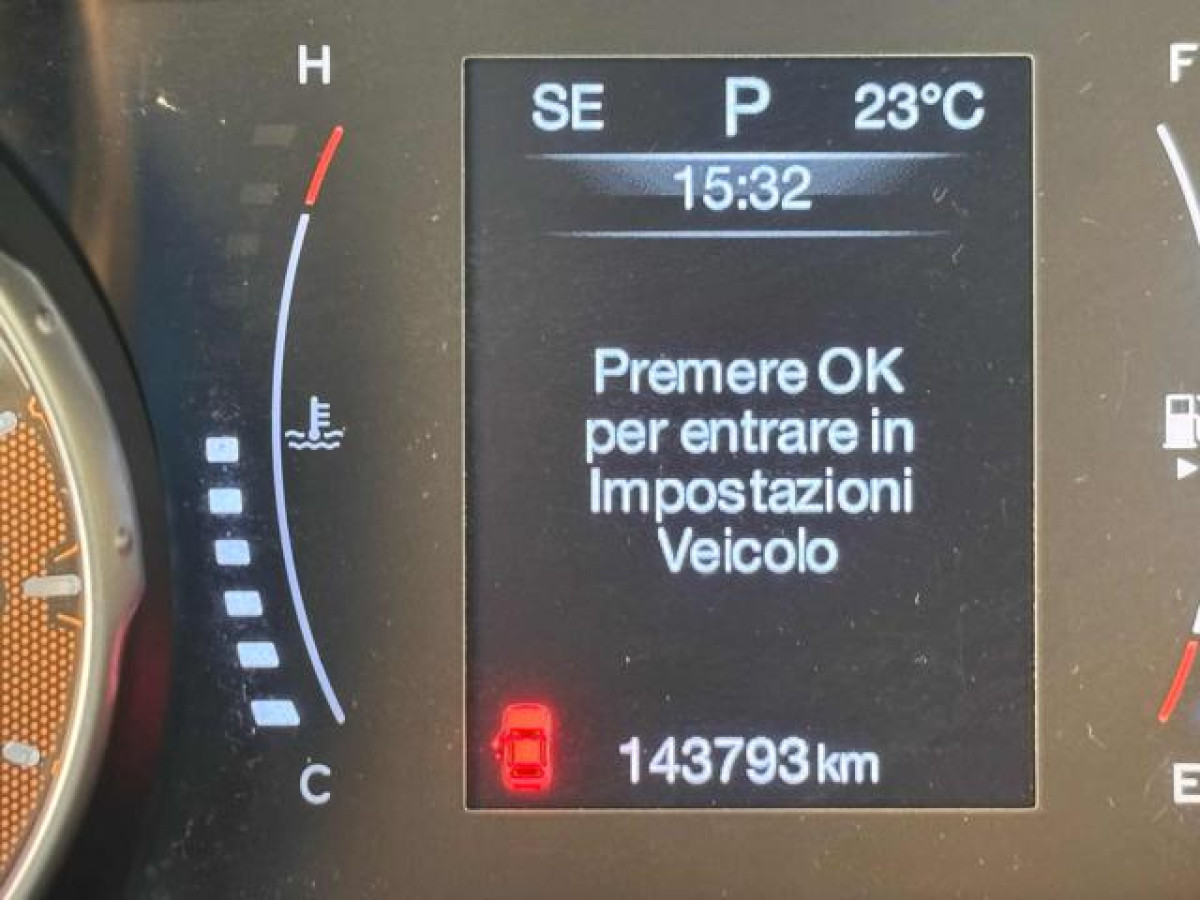 H
F
SE P 23°C
15:32
Premere OK
per entrare in
Impostazioni
Veicolo
143793 km
C
E